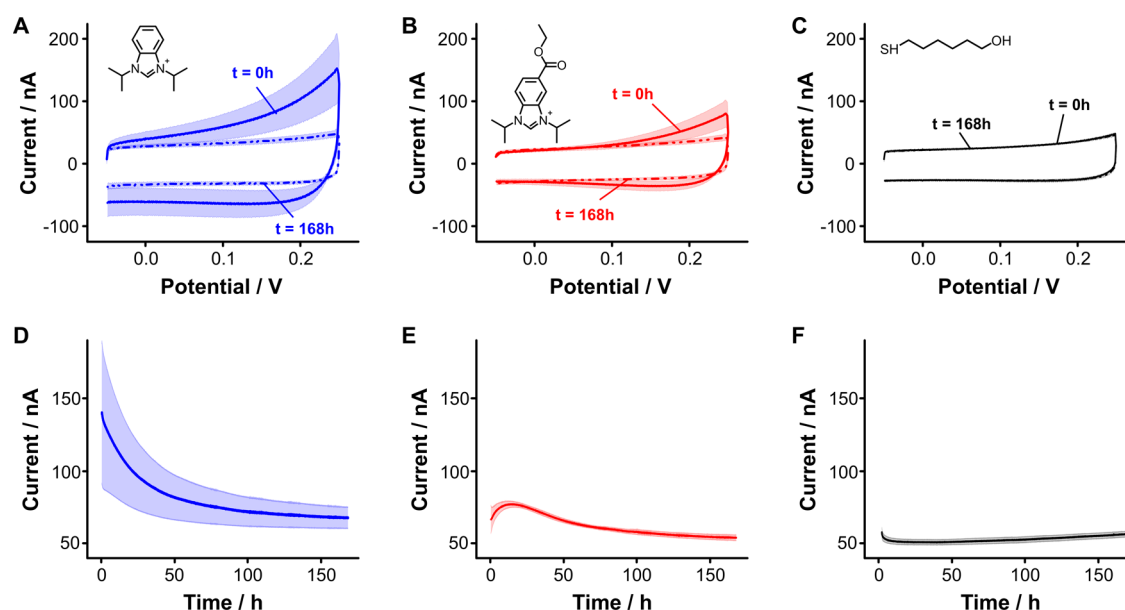 A
200
100
0
-100
Current / nA
0.0
0.1
0.2
Potential / V
N
N
+
t = 0h
t = 168h
B
200
100
0
-100
Current / nA
0.0
0.1
0.2
Potential / V
O
O
N
N
+
t = 0h
t = 168h
C
200
100
0
-100
Current / nA
0.0
0.1
0.2
Potential / V
SH
OH
t = 168h
t = 0h
D
150
100
50
Current / nA
0
50
100
150
Time / h
E
150
100
50
Current / nA
0
50
100
150
Time / h
F
150
100
50
Current / nA
0
50
100
150
Time / h